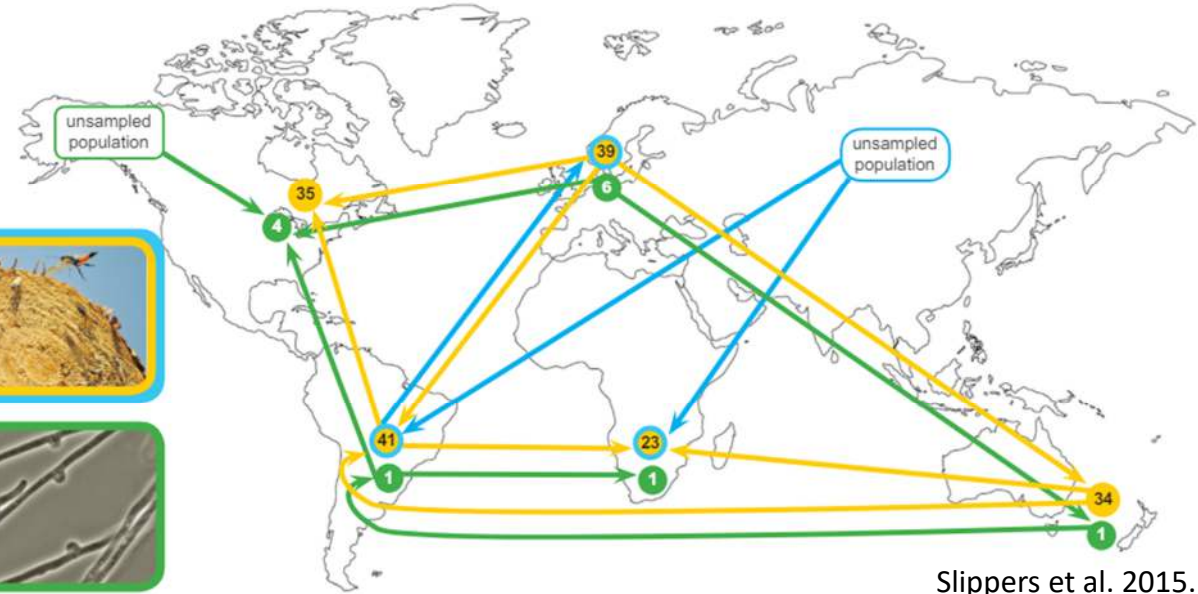 unsampled
population
39
unsampled
population
6
35
4
41
23
1
1
34
1
Slippers et al. 2015.